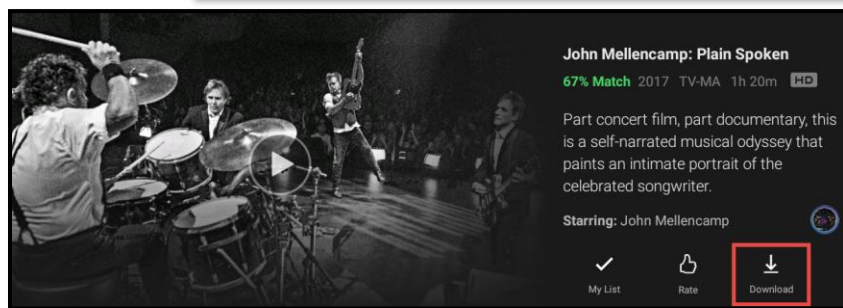 John Mellencamp: Plain Spoken
67% Match 2017 TV-MA 1h 20m HD
Part concert film, part documentary, this
is a self-narrated musical odyssey that
paints an intimate portrait of the
celebrated songwriter.
Starring: John Mellencamp
My List Rate Download